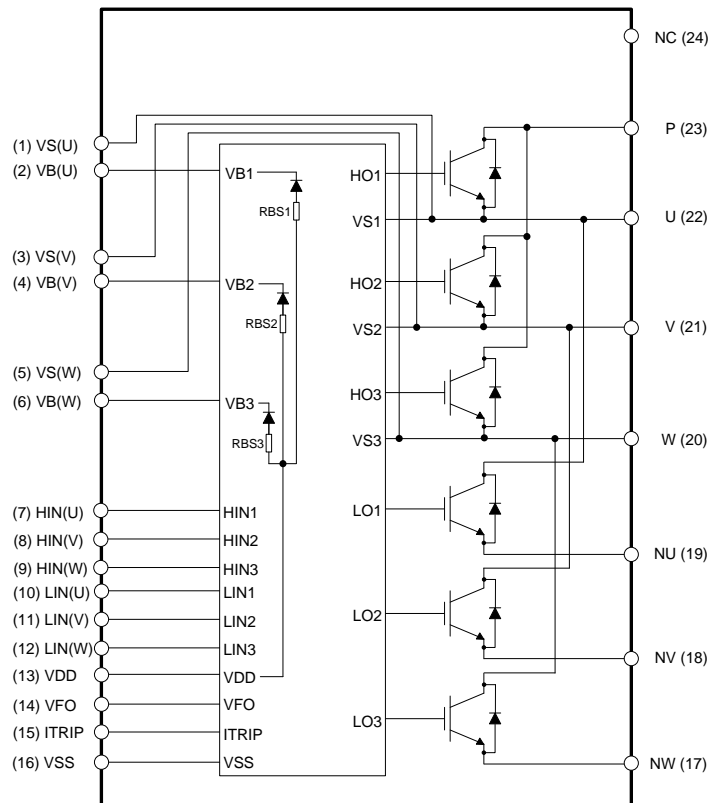 NC (24)
P (23)
U (22)
V (21)
W (20)
NU (19)
NV (18)
NW (17)
(1) VS(U)
(2) VB(U)
(3) VS(V)
(4) VB(V)
(5) VS(W)
(6) VB(W)
(7) HIN(U)
(8) HIN(V)
(9) HIN(W)
(10) LIN(U)
(11) LIN(V)
(12) LIN(W)
(13) VDD
(14) VFO
(15) ITRIP
(16) VSS
VB1
RBS1
VB2
RBS2
VB3
RBS3
HIN1
HIN2
HIN3
LIN1
LIN2
LIN3
VDD
VFO
ITRIP
VSS
HO1
VS1
HO2
VS2
HO3
VS3
LO1
LO2
LO3